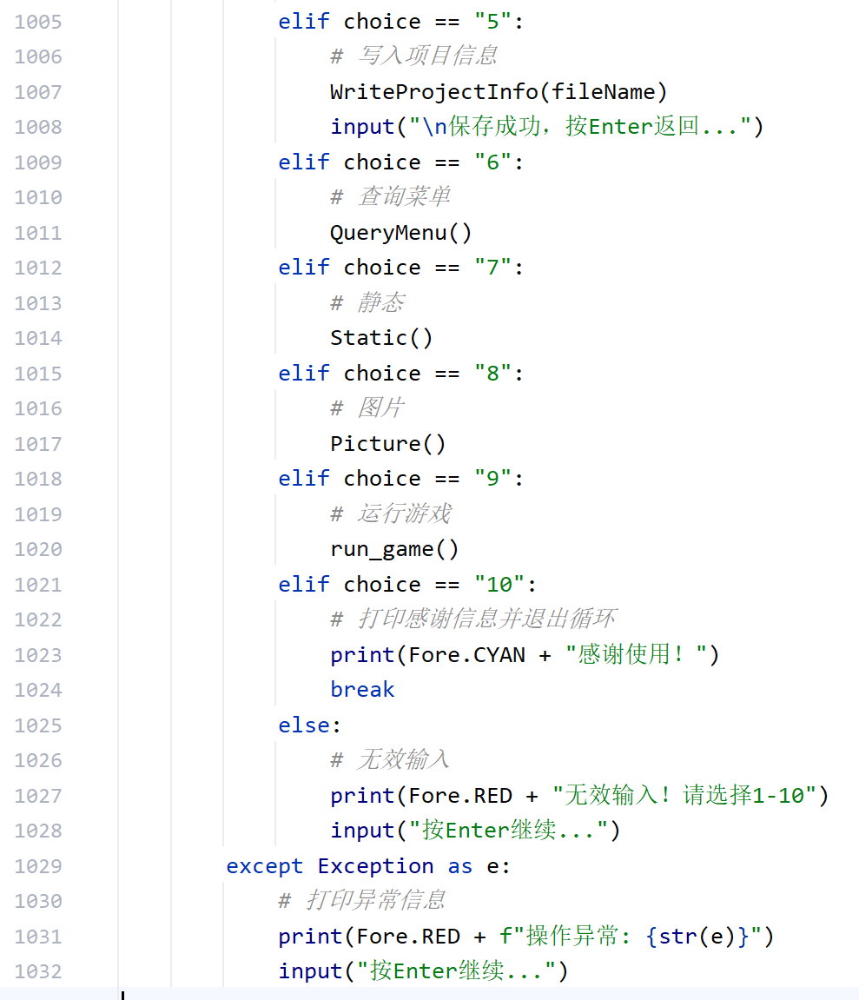 1005 elif choice == "5":
1006 # 写入项目信息
1007 WriteProjectInfo(fileName)
1008 input("\n保存成功，按Enter返回...")
1009 elif choice == "6":
1010 # 查询菜单
1011 QueryMenu()
1012 elif choice == "7":
1013 # 静态
1014 Static()
1015 elif choice == "8":
1016 # 图片
1017 Picture()
1018 elif choice == "9":
1019 # 运行游戏
1020 run_game()
1021 elif choice == "10":
1022 # 打印感谢信息并退出循环
1023 print(Fore.CYAN + "感谢使用！")
1024 break
1025 else:
1026 # 无效输入
1027 print(Fore.RED + "无效输入！请选择1-10")
1028 input("按Enter继续...")
1029 except Exception as e:
1030 # 打印异常信息
1031 print(Fore.RED + f"操作异常：{str(e)}")
1032 input("按Enter继续...")